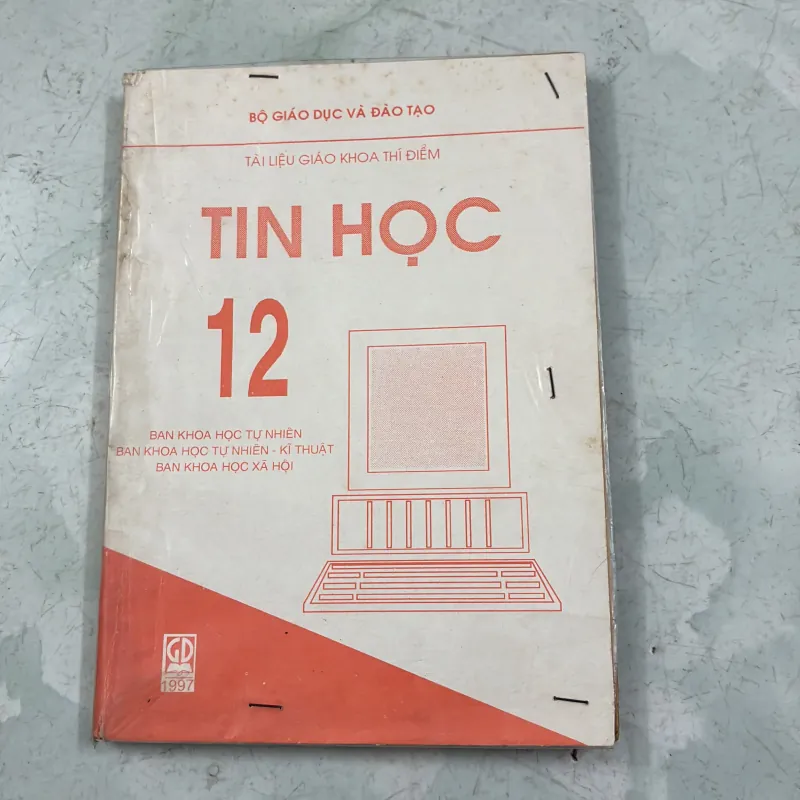 BỘ GIÁO DỤC VÀ ĐÀO TẠO
TÀI LIỆU GIÁO KHOA THÍ ĐIỂM
TIN HỌC
12
BAN KHOA HỌC TỰ NHIÊN
BAN KHOA HỌC TỰ NHIÊN - KĨ THUẬT
BAN KHOA HỌC XÃ HỘI
GD
1997